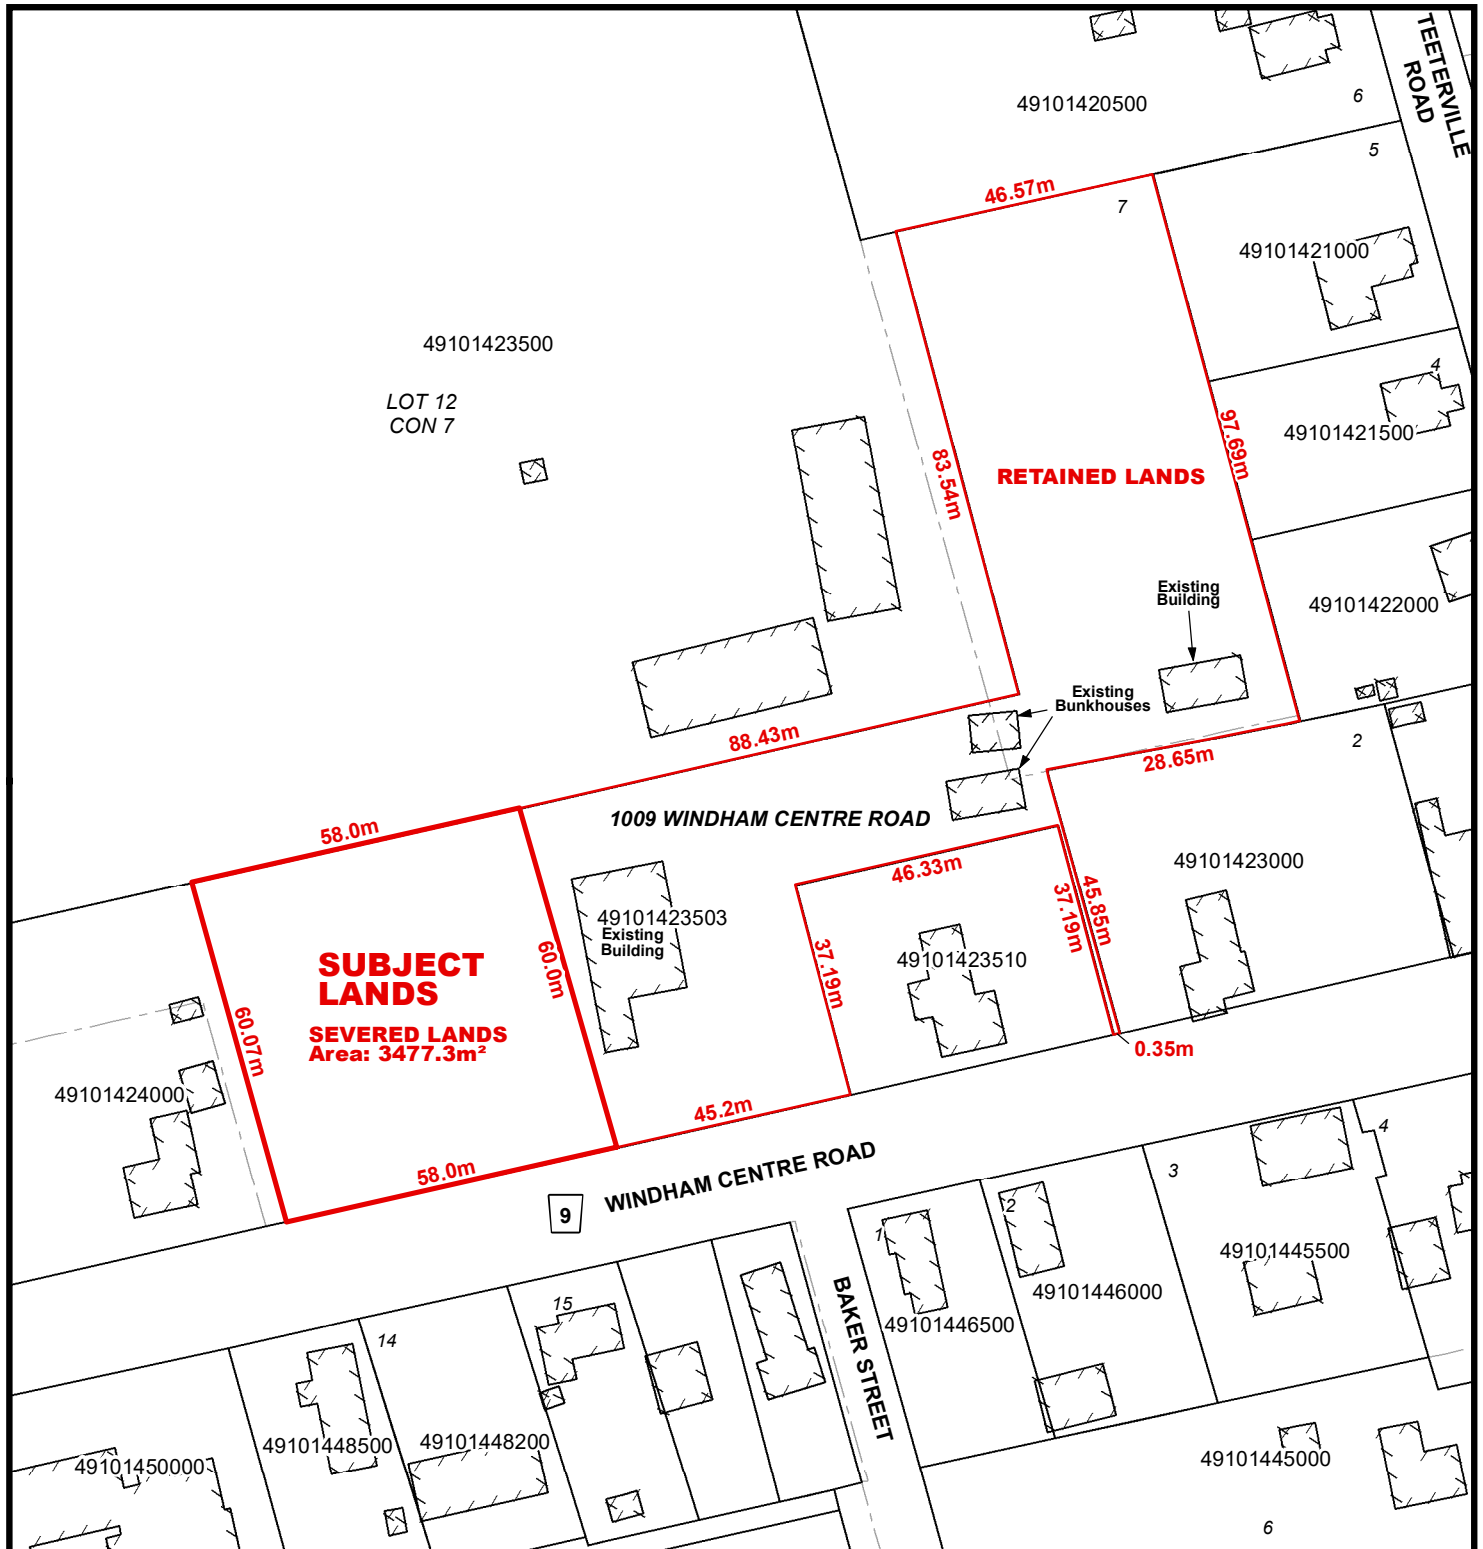 TEETERVILLE
ROAD
49101420500
6
5
46.57m
7
49101421000
49101423500
LOT 12
CON 7
4
49101421500
97.69m
83.54m
RETAINED LANDS
Existing
Building
49101422000
Existing
Bunkhouses
88.43m
28.65m
2
58.0m
1009 WINDHAM CENTRE ROAD
46.33m
49101423000
49101423503
Existing
Building
45.85m
37.19m
37.19m
60.0m
49101423510
SUBJECT
LANDS
SEVERED LANDS
Area: 3477.3m²
60.07m
0.35m
49101424000
45.2m
58.0m
WINDHAM CENTRE ROAD
9
4
3
2
1
49101445500
49101446000
49101446500
BAKER STREET
15
14
49101448500
49101448200
49101450000
49101445000
6